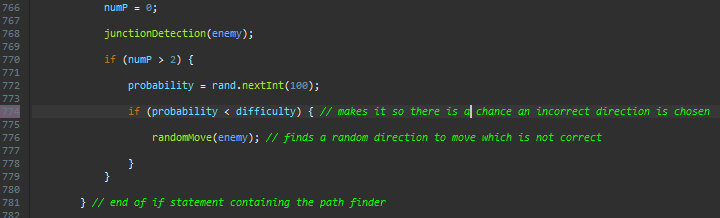 766 numP = 0;
767
768 junctionDetection(enemy);
769
770 if (numP > 2) {
771
772 probability = rand.nextInt(100);
773
774 if (probability < difficulty) { // makes it so there is a chance an incorrect direction is chosen
775
776 randomMove(enemy); // finds a random direction to move which is not correct
777
778 }
779 }
780
781 } // end of if statement containing the path finder
782